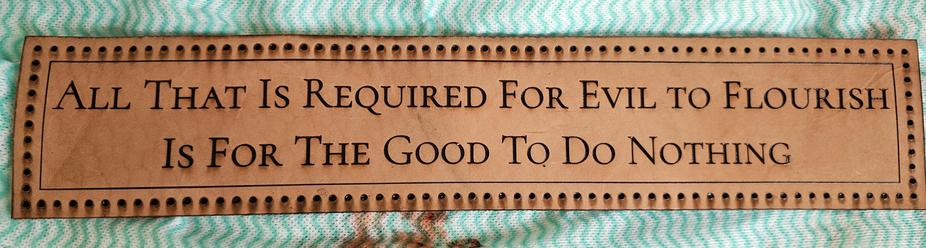 All That Is Required For Evil to Flourish
Is For The Good To Do Nothing